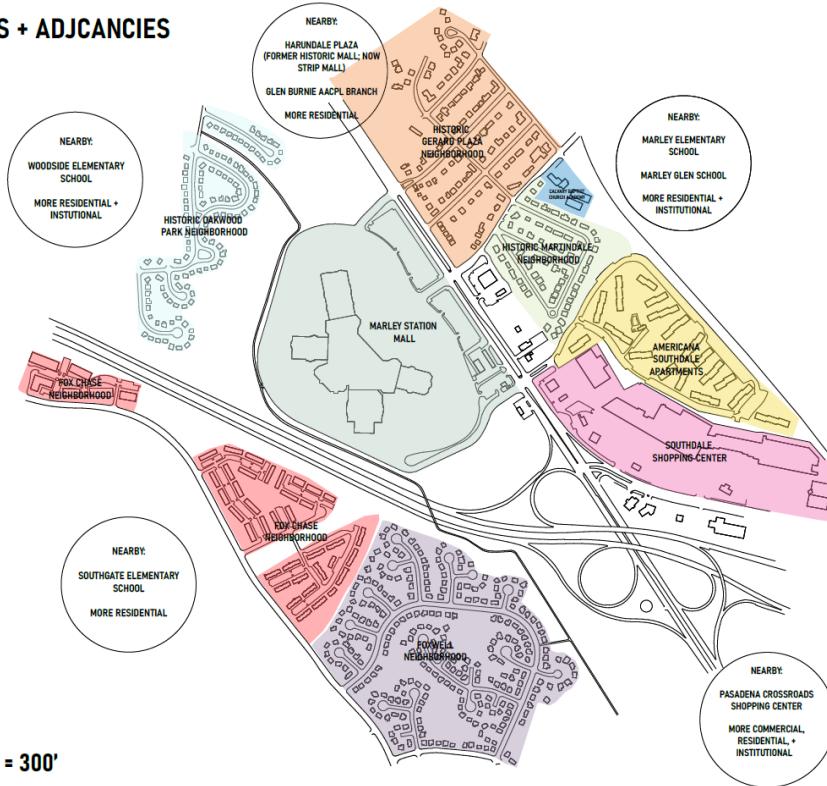 S + ADJCANCIES
NEARBY:
HARUNDALE PLAZA
(FORMER HISTORIC MALL; NOW
STRIP MALL)
GLEN BURNIE AACPL BRANCH
MORE RESIDENTIAL
NEARBY:
WOODSIDE ELEMENTARY
SCHOOL
MORE RESIDENTIAL +
INSTUTIONAL
NEARBY:
MARLEY ELEMENTARY
SCHOOL
MARLEY GLEN SCHOOL
MORE RESIDENTIAL +
INSTITUTIONAL
HISTORIC
GERARD PLAZA
NEIGHBORHOOD
CALVARY BAPTIST
CHURCH ACADEMY
HISTORIC OAKWOOD
PARK NEIGHBORHOOD
HISTORIC MARTINDALE
NEIGHBORHOOD
MARLEY STATION
MALL
AMERICANA
SOUTHDALE
APARTMENTS
FOX CHASE
NEIGHBORHOOD
SOUTHDALE
SHOPPING CENTER
FOX CHASE
NEIGHBORHOOD
NEARBY:
SOUTHGATE ELEMENTARY
SCHOOL
MORE RESIDENTIAL
FOXWELL
NEIGHBORHOOD
NEARBY:
PASADENA CROSSROADS
SHOPPING CENTER
MORE COMMERCIAL,
RESIDENTIAL, +
INSTITUTIONAL
= 300'